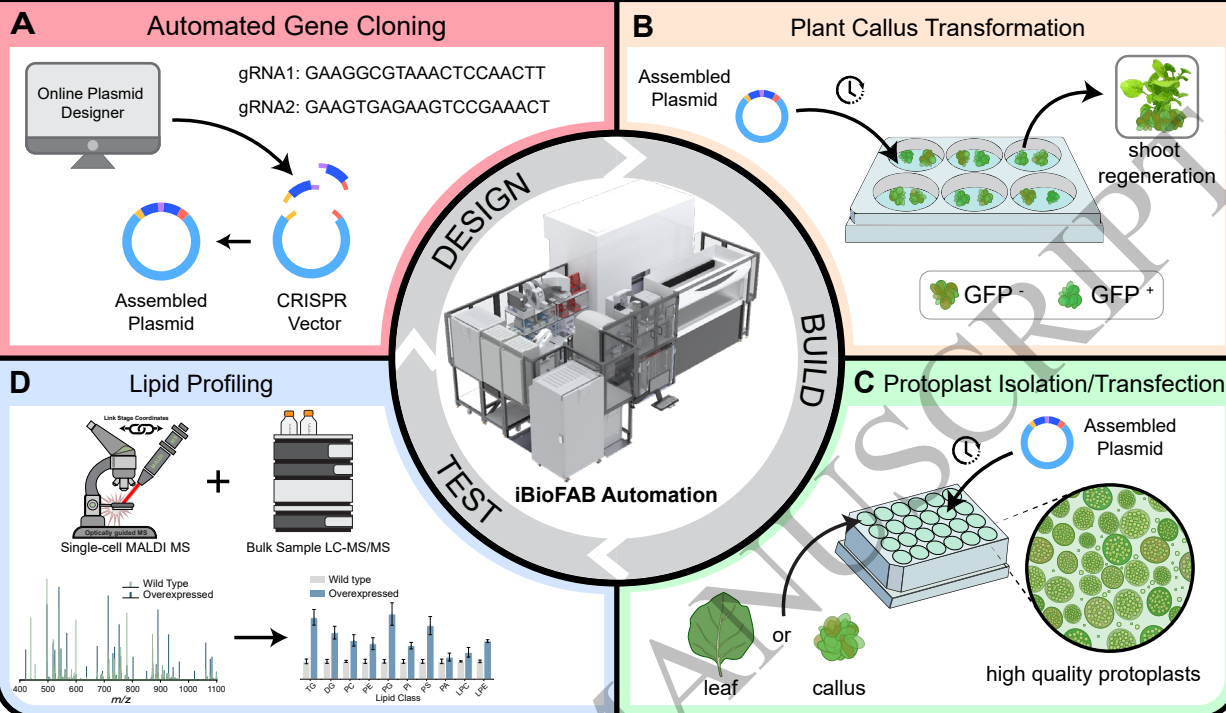 A
Automated Gene Cloning
Online Plasmid
Designer
gRNA1: GAAGGCGTAAACTCCAACTT
gRNA2: GAAGTGAGAAGTCCGAAACT
Assembled
Plasmid
CRISPR
Vector
B
Plant Callus Transformation
Assembled
Plasmid
shoot
regeneration
GFP -
GFP +
DESIGN
BUILD
TEST
iBioFAB Automation
D
Lipid Profiling
Link Stage Coordinates
MALDI
Optically guided MS
Single-cell MALDI MS
+
Bulk Sample LC-MS/MS
Wild Type
Overexpressed
400 500 600 700 800 900 1000 1100
m/z
Wild type
Overexpressed
TG DG PC PE PG PI PS PA LPC LPE
Lipid Class
C
Protoplast Isolation/Transfection
Assembled
Plasmid
leaf
or
callus
high quality protoplasts
MANUSCRIPT